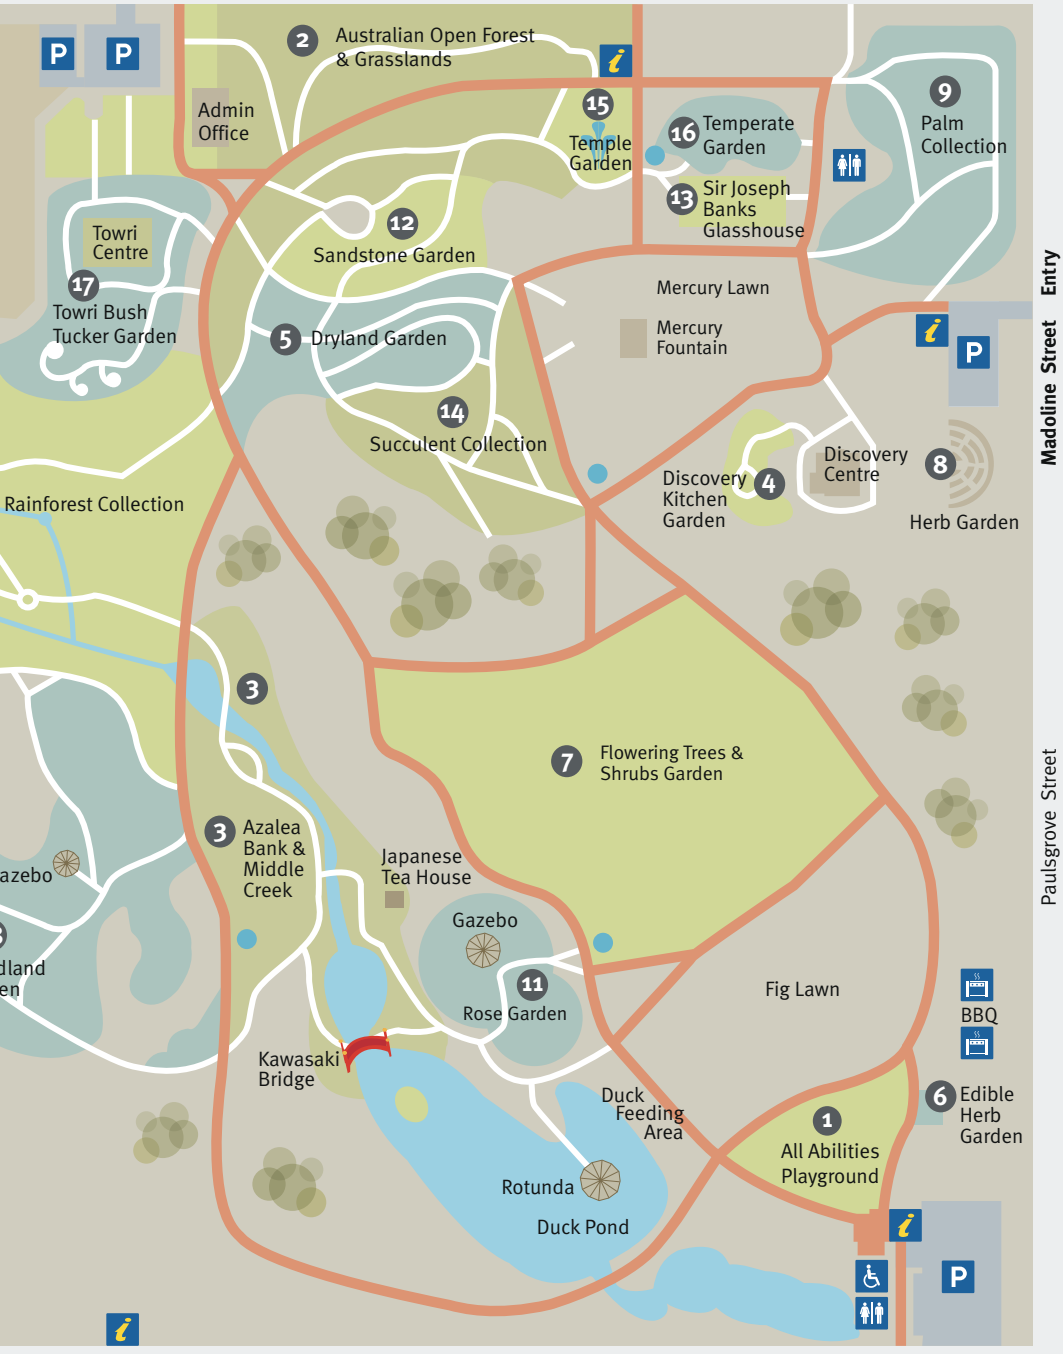 P
P
2
Australian Open Forest
& Grasslands
i
Admin
Office
15
Temple
Garden
16
Temperate
Garden
13
Sir Joseph
Banks
Glasshouse
9
Palm
Collection
12
Sandstone Garden
Towri
Centre
17
Towri Bush
Tucker Garden
5
Dryland Garden
Mercury Lawn
Mercury
Fountain
i
P
Madoline Street Entry
14
Succulent Collection
Discovery
Kitchen
Garden
4
Discovery
Centre
8
Herb Garden
Rainforest Collection
3
7
Flowering Trees &
Shrubs Garden
Paulsgrove Street
3
Azalea
Bank &
Middle
Creek
Japanese
Tea House
azebo
Gazebo
11
Rose Garden
dland
en
Fig Lawn
BBQ
Kawasaki
Bridge
Duck
Feeding
Area
1
All Abilities
Playground
6
Edible
Herb
Garden
Rotunda
Duck Pond
i
P
i